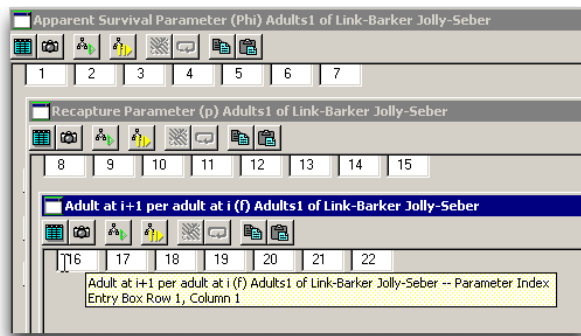 Apparent Survival Parameter (Phi) Adults1 of Link-Barker Jolly-Seber
1 2 3 4 5 6 7
Recapture Parameter (p) Adults1 of Link-Barker Jolly-Seber
8 9 10 11 12 13 14 15
Adult at i+1 per adult at i (f) Adults1 of Link-Barker Jolly-Seber
16 17 18 19 20 21 22
Adult at i+1 per adult at i (f) Adults1 of Link-Barker Jolly-Seber -- Parameter Index
Entry Box Row 1, Column 1